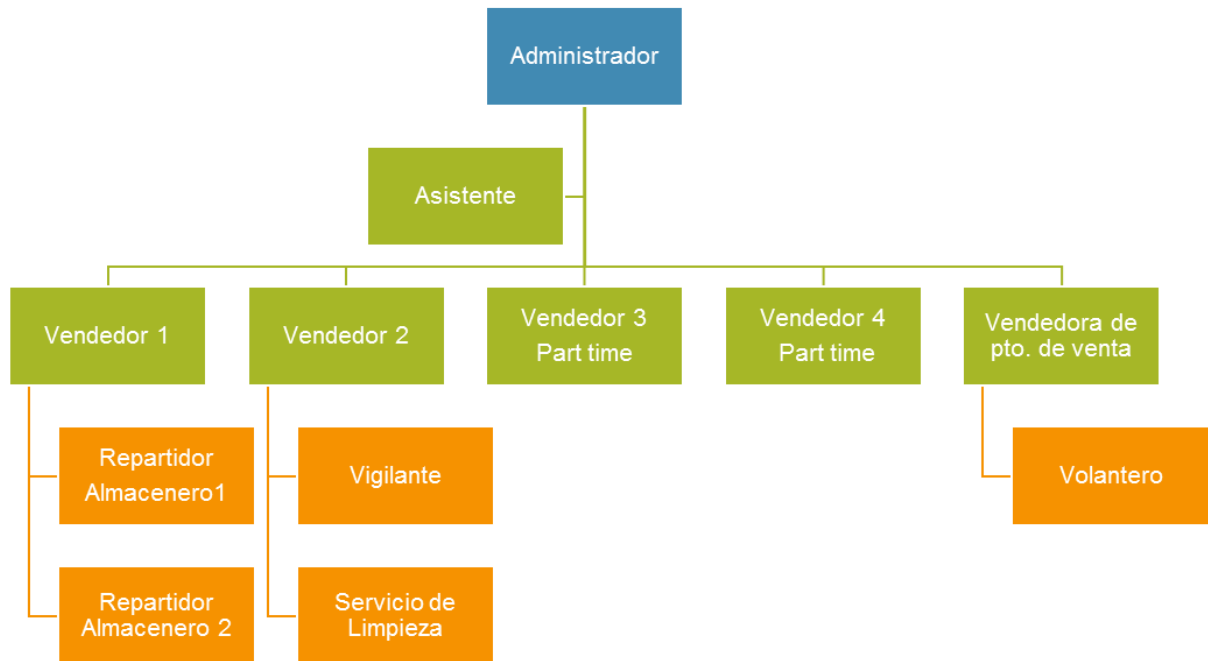 Administrador
Asistente
Vendedor 1
Vendedor 2
Vendedor 3
Part time
Vendedor 4
Part time
Vendedora de
pto. de venta
Repartidor
Almacenero1
Vigilante
Volantero
Repartidor
Almacenero 2
Servicio de
Limpieza